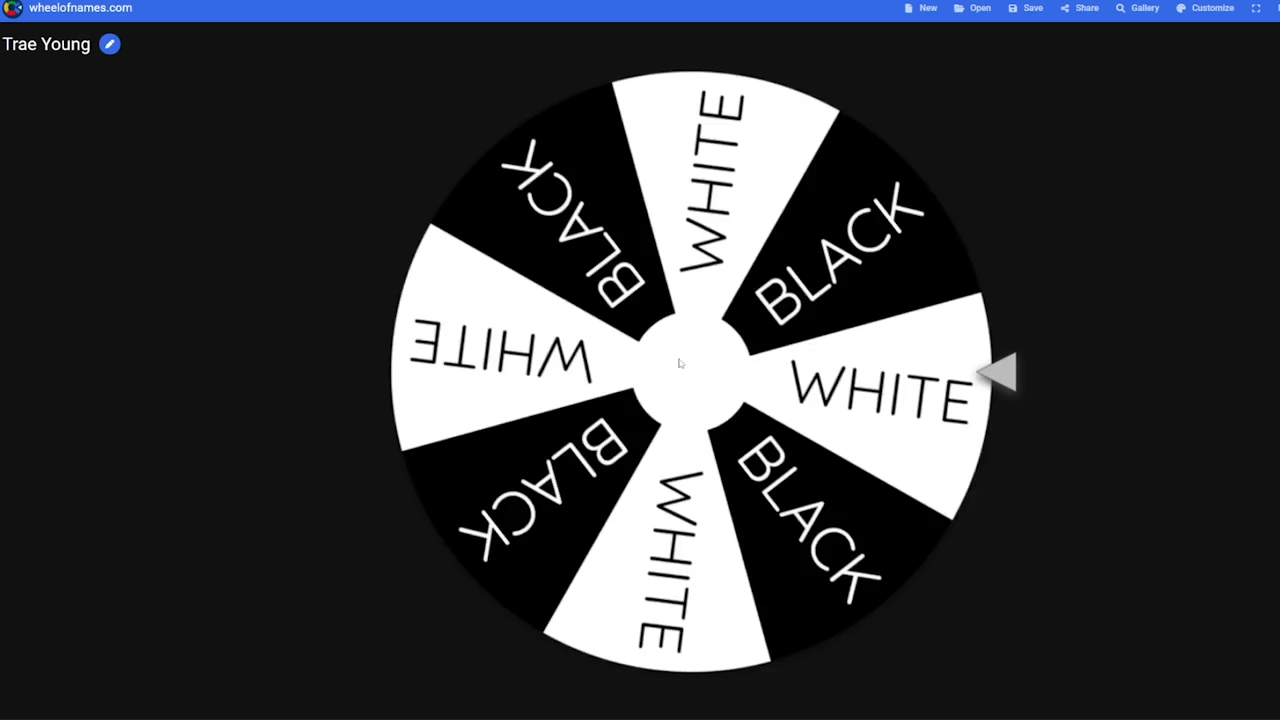 wheelofnames.com
New
Open
Save
Share
Gallery
Customize
Trae Young
WHITE
BLACK
WHITE
BLACK
WHITE
BLACK
WHITE
BLACK